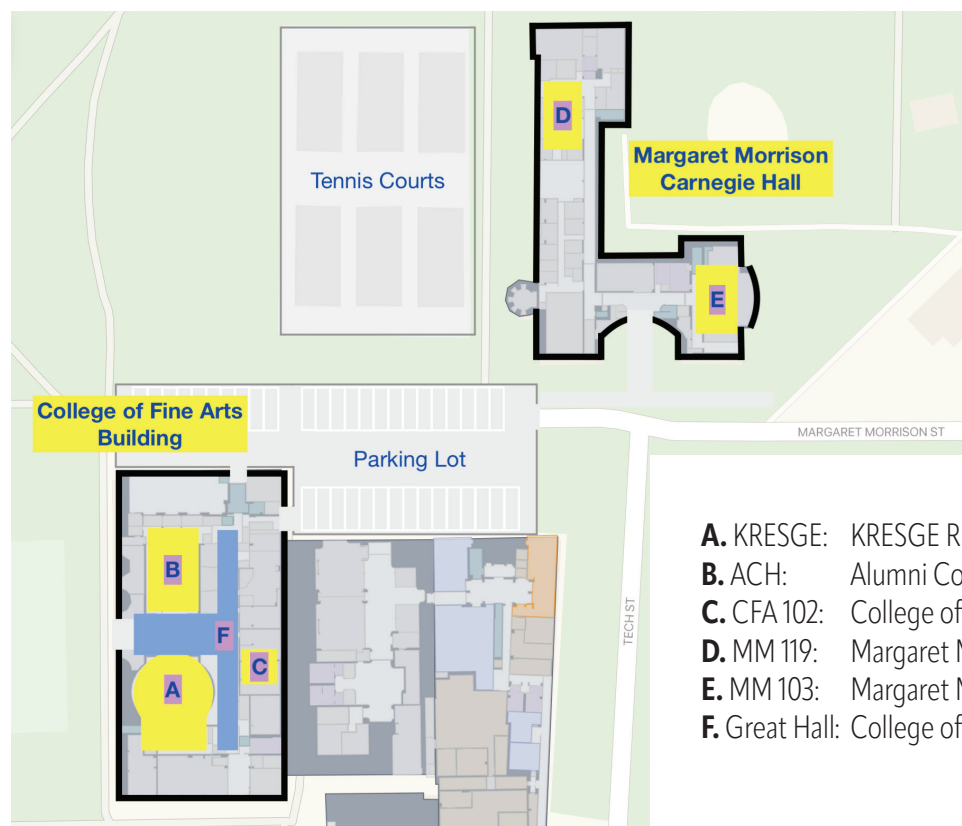 D
Margaret Morrison
Carnegie Hall
Tennis Courts
E
College of Fine Arts
Building
MARGARET MORRISON ST
Parking Lot
B
F
C
A
TECH ST
A. KRESGE: KRESGE R
B. ACH: Alumni Co
C. CFA 102: College of
D. MM 119: Margaret M
E. MM 103: Margaret M
F. Great Hall: College of